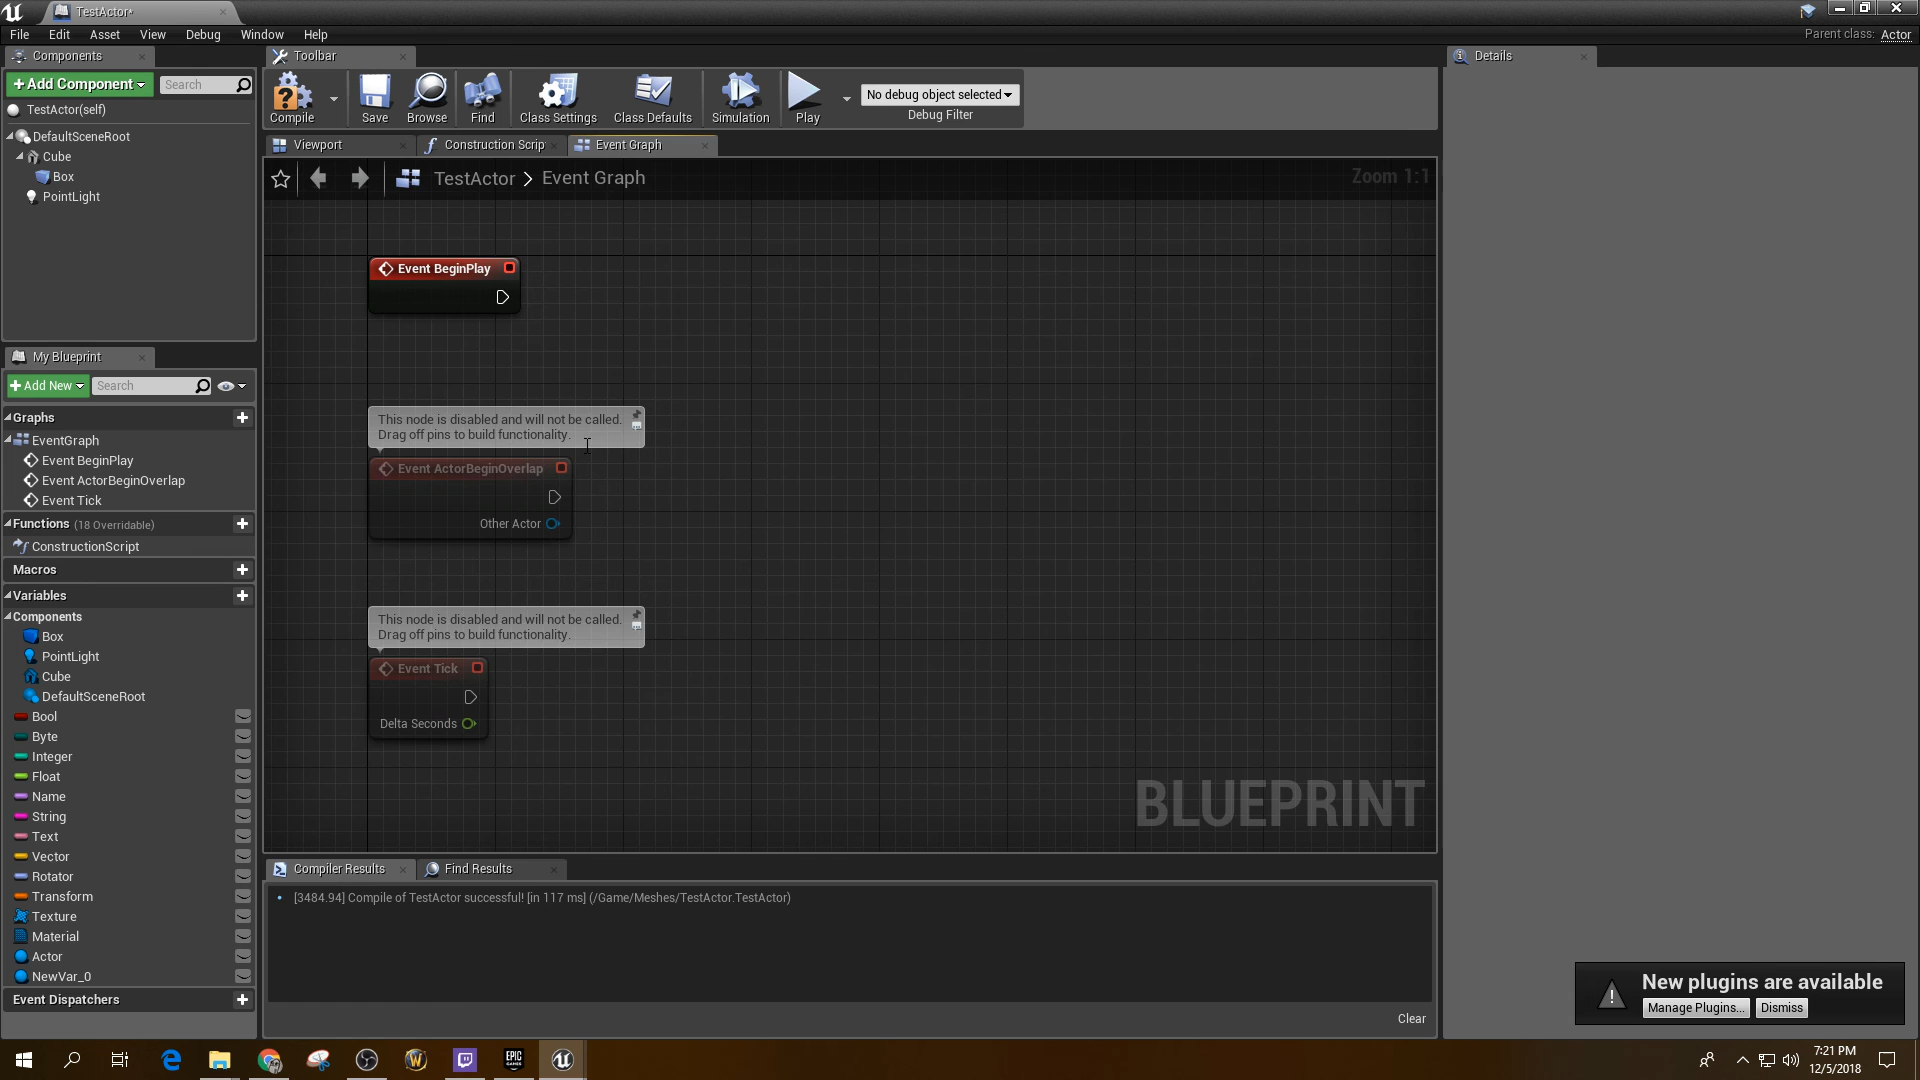 TestActor*
File Edit Asset View Debug Window Help
Parent class: Actor
Components
+Add Component
Search
TestActor(self)
DefaultSceneRoot
Cube
Box
PointLight
My Blueprint
+Add New
Search
Graphs
EventGraph
Event BeginPlay
Event ActorBeginOverlap
Event Tick
Functions (18 Overridable)
ConstructionScript
Macros
Variables
Components
Box
PointLight
Cube
DefaultSceneRoot
Bool
Byte
Integer
Float
Name
String
Text
Vector
Rotator
Transform
Texture
Material
Actor
NewVar_0
Event Dispatchers
Toolbar
Compile
Save
Browse
Find
Class Settings
Class Defaults
Simulation
Play
No debug object selected
Debug Filter
Viewport
Construction Scrip
Event Graph
TestActor > Event Graph
Zoom 1:1
Event BeginPlay
This node is disabled and will not be called.
Drag off pins to build functionality.
Event ActorBeginOverlap
Other Actor
This node is disabled and will not be called.
Drag off pins to build functionality.
Event Tick
Delta Seconds
BLUEPRINT
Compiler Results
Find Results
[3484.94] Compile of TestActor successful! [in 117 ms] (/Game/Meshes/TestActor.TestActor)
Clear
Details
New plugins are available
Manage Plugins...
Dismiss
EPIC
GAMES
7:21 PM
12/5/2018